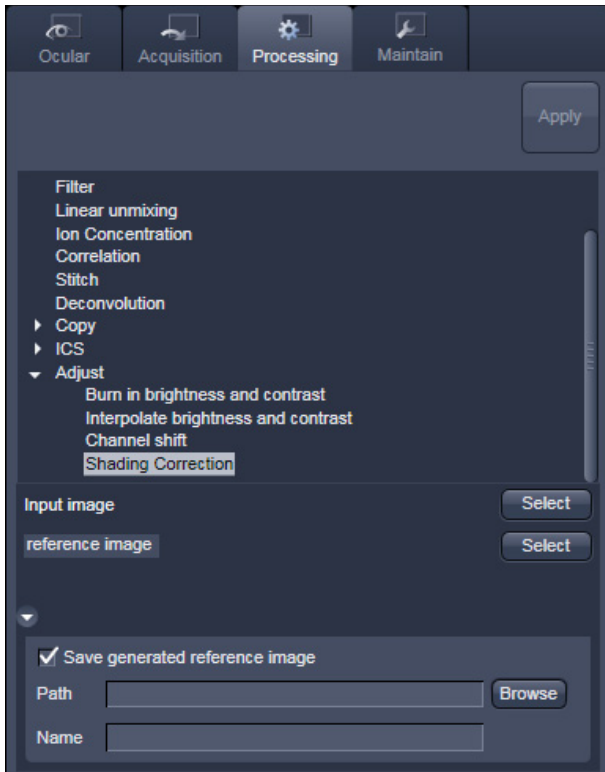 Ocular Acquisition Processing Maintain
Apply
Filter
Linear unmixing
Ion Concentration
Correlation
Stitch
Deconvolution
Copy
ICS
Adjust
Burn in brightness and contrast
Interpolate brightness and contrast
Channel shift
Shading Correction
Input image Select
reference image Select
Save generated reference image
Path Browse
Name